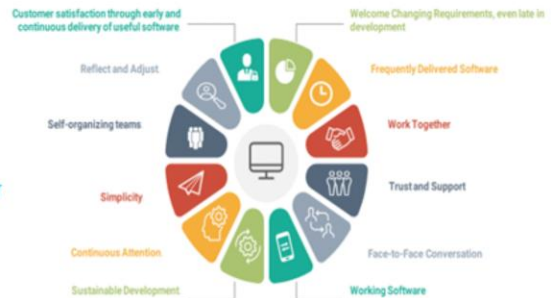 Customer satisfaction through early and
continuous delivery of useful software
Welcome Changing Requirements, even late in
development
Reflect and Adjust
Frequently Delivered Software
Self-organizing teams
Work Together
Simplicity
Trust and Support
Continuous Attention
Face-to-Face Conversation
Sustainable Development
Working Software